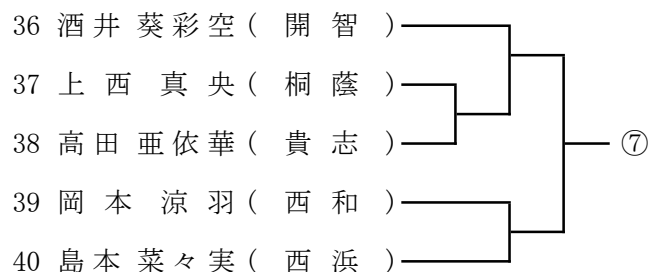 36 酒井 葵彩空 ( 開智 )
37 上西 真央 ( 桐蔭 )
⑦
38 高田 亜依華 ( 貴志 )
39 岡本 涼羽 ( 西和 )
40 島本 菜々実 ( 西浜 )